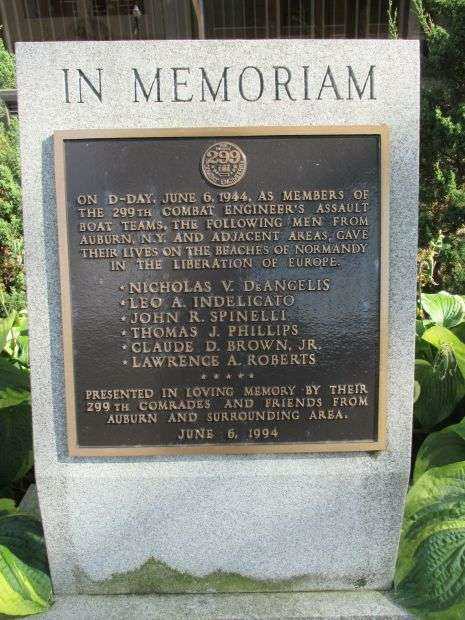 IN MEMORIAM
299
ON D-DAY, JUNE 6, 1944, AS MEMBERS OF
THE 299TH COMBAT ENGINEER'S ASSAULT
BOAT TEAMS, THE FOLLOWING MEN FROM
AUBURN, N.Y. AND ADJACENT AREAS, GAVE
THEIR LIVES ON THE BEACHES OF NORMANDY
IN THE LIBERATION OF EUROPE.
* NICHOLAS V. DEANGELIS
* LEO A. INDELICATO
* JOHN R. SPINELLI
* THOMAS J. PHILLIPS
* CLAUDE D. BROWN, JR.
* LAWRENCE A. ROBERTS
* * * * *
PRESENTED IN LOVING MEMORY BY THEIR
299TH COMRADES AND FRIENDS FROM
AUBURN AND SURROUNDING AREA.
JUNE 6, 1994